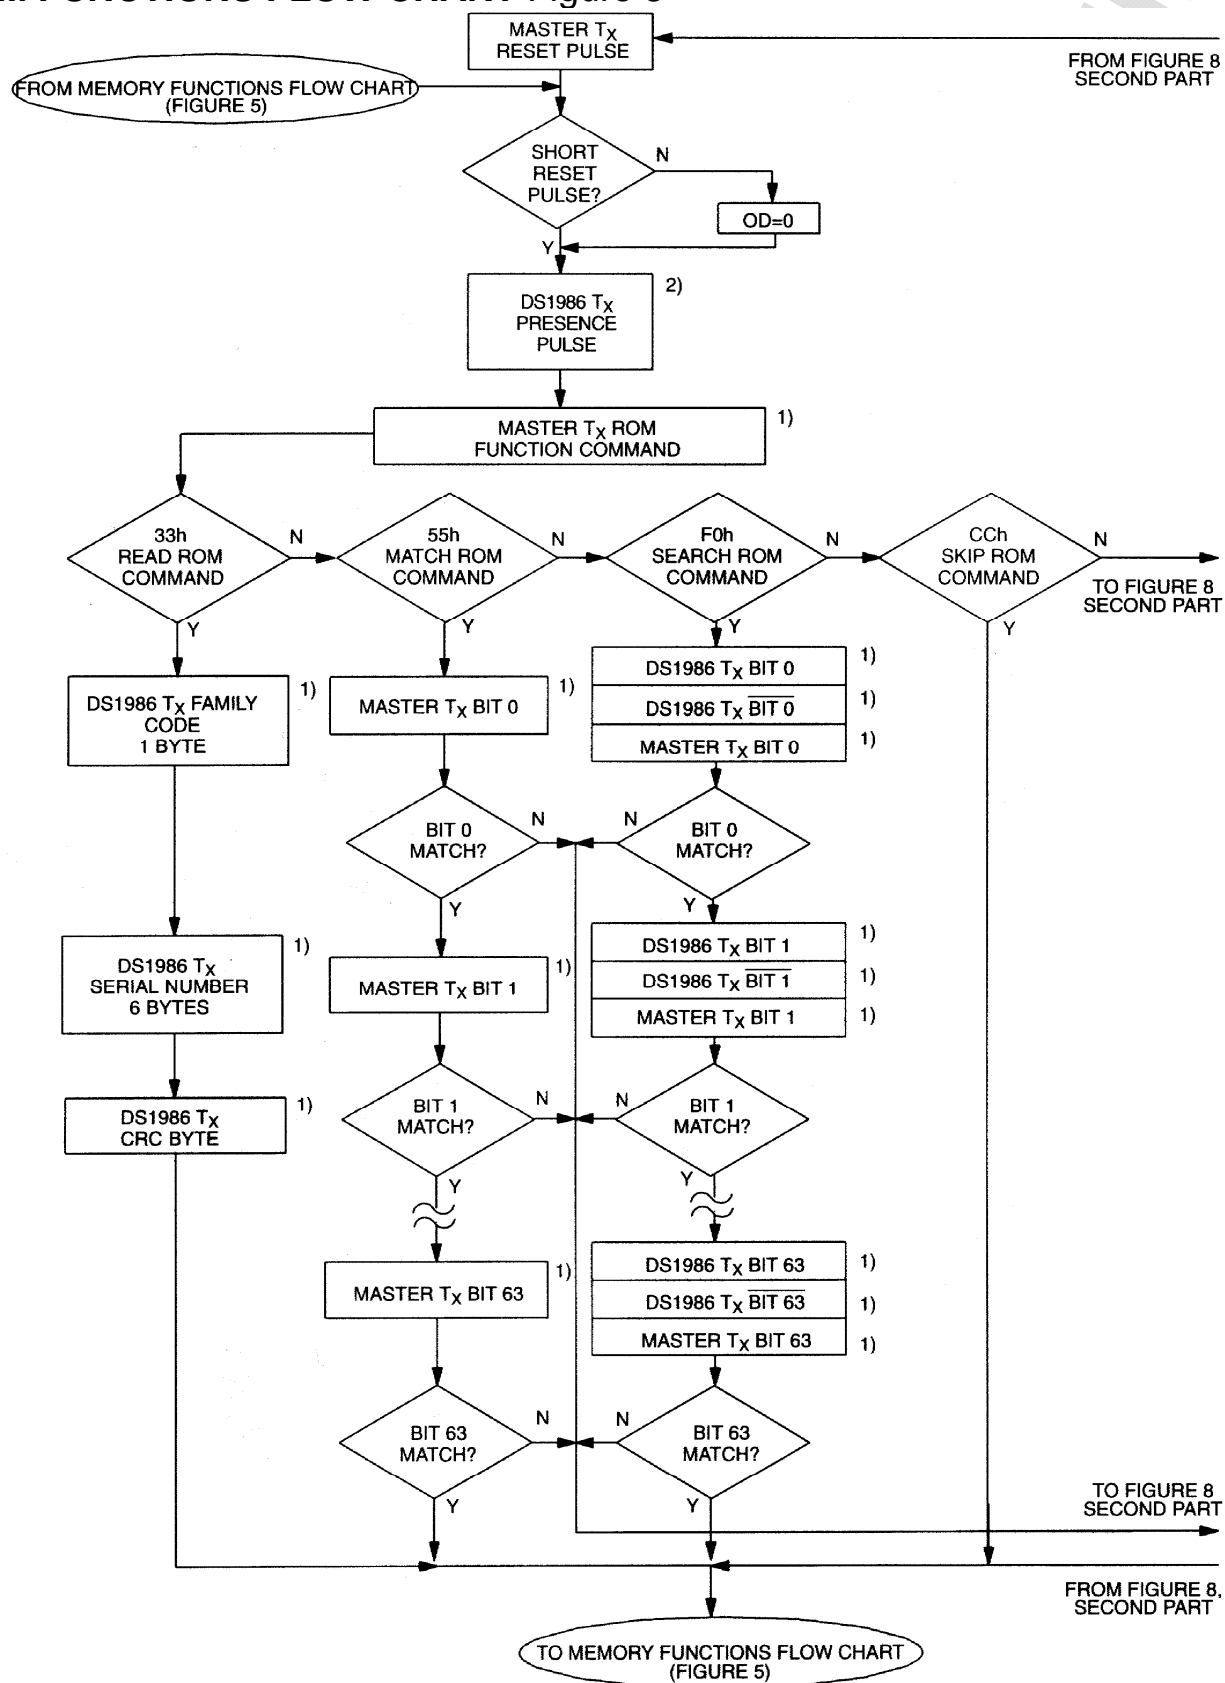 FUNCTIONS FLOW CHART Figure 8
MASTER TX
RESET PULSE
FROM FIGURE 8
SECOND PART
FROM MEMORY FUNCTIONS FLOW CHART
(FIGURE 5)
SHORT
RESET
PULSE?
N
OD=0
Y
DS1986 TX
PRESENCE
PULSE
2)
MASTER TX ROM
FUNCTION COMMAND
1)
33h
READ ROM
COMMAND
N
55h
MATCH ROM
COMMAND
N
F0h
SEARCH ROM
COMMAND
N
CCh
SKIP ROM
COMMAND
N
TO FIGURE 8
SECOND PART
Y
Y
Y
Y
DS1986 TX FAMILY
CODE
1 BYTE
1)
MASTER TX BIT 0
1)
DS1986 TX BIT 0
1)
DS1986 TX BIT 0
1)
MASTER TX BIT 0
1)
BIT 0
MATCH?
N
N
BIT 0
MATCH?
Y
Y
DS1986 TX
SERIAL NUMBER
6 BYTES
1)
MASTER TX BIT 1
1)
DS1986 TX BIT 1
1)
DS1986 TX BIT 1
1)
MASTER TX BIT 1
1)
DS1986 TX
CRC BYTE
1)
BIT 1
MATCH?
N
N
BIT 1
MATCH?
Y
Y
MASTER TX BIT 63
1)
DS1986 TX BIT 63
1)
DS1986 TX BIT 63
1)
MASTER TX BIT 63
1)
BIT 63
MATCH?
N
N
BIT 63
MATCH?
Y
Y
TO FIGURE 8
SECOND PART
FROM FIGURE 8,
SECOND PART
TO MEMORY FUNCTIONS FLOW CHART
(FIGURE 5)